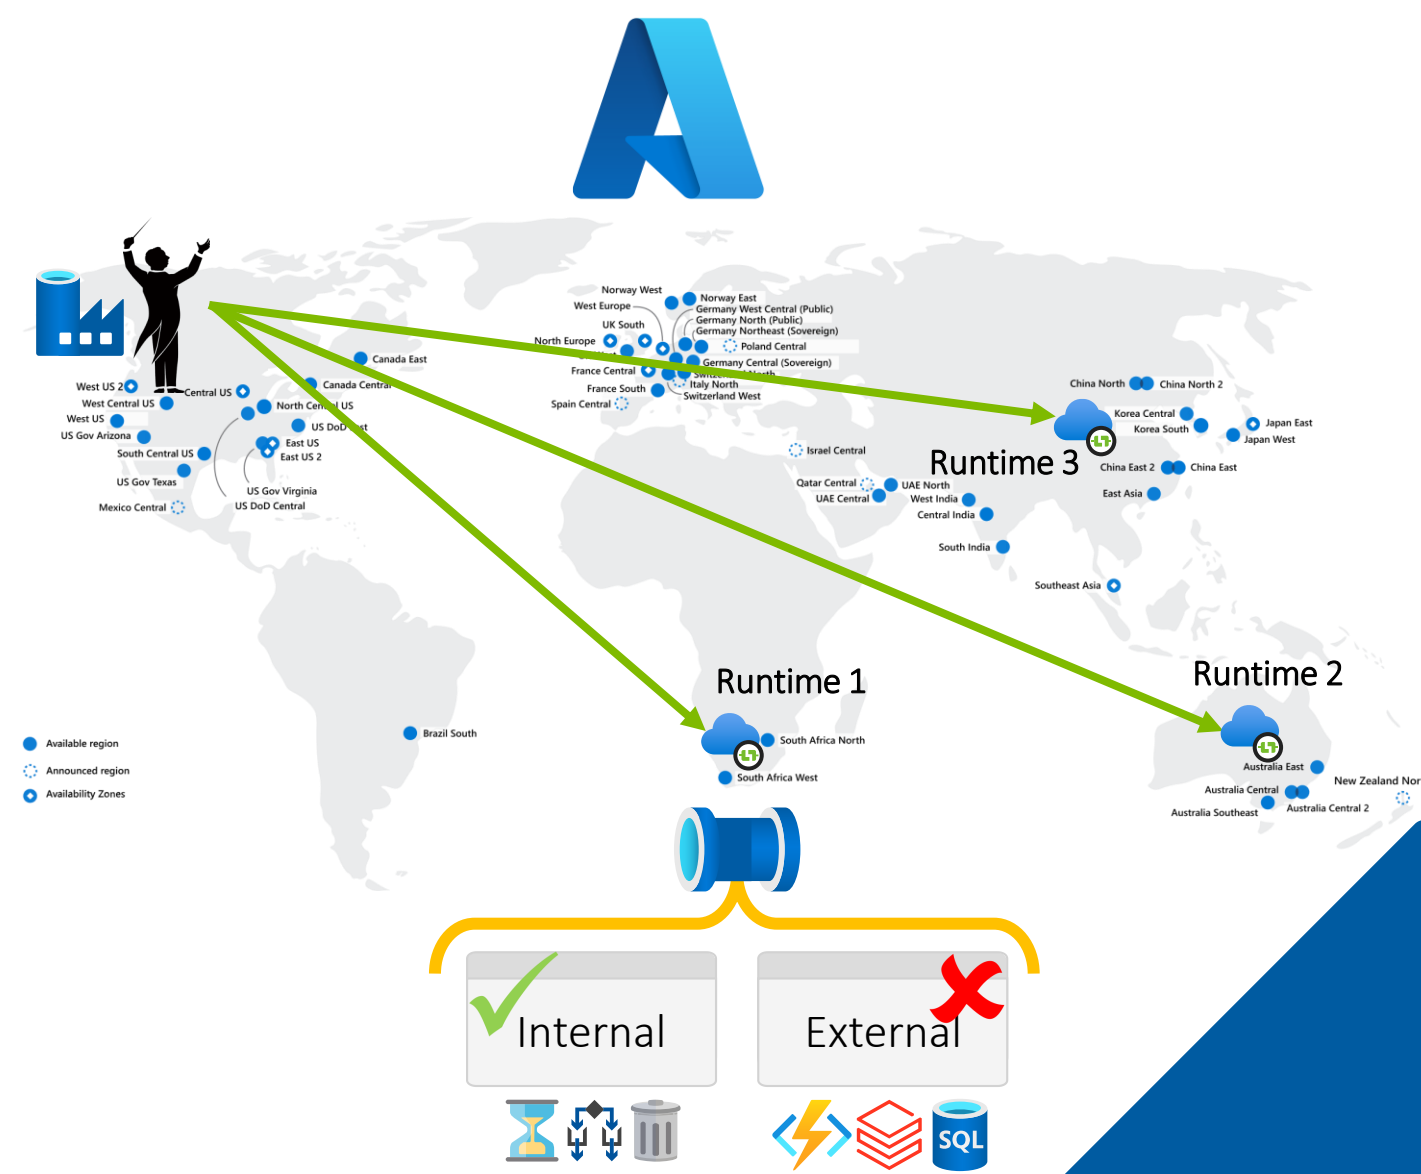 Norway West
Norway East
West Europe
Germany West Central (Public)
Germany North (Public)
UK South
Germany Northeast (Sovereign)
North Europe
Poland Central
Germany Central (Sovereign)
France Central
Switzerland North
Italy North
France South
Switzerland West
Spain Central
Canada East
West US 2
Central US
Canada Central
West Central US
North Central US
West US
US DoD East
US Gov Arizona
East US
South Central US
East US 2
US Gov Texas
US Gov Virginia
Mexico Central
US DoD Central
China North
China North 2
Korea Central
Korea South
Japan East
Japan West
Israel Central
Runtime 3
China East 2
China East
Qatar Central
UAE North
UAE Central
West India
East Asia
Central India
South India
Southeast Asia
Runtime 1
Runtime 2
Brazil South
South Africa North
South Africa West
Available region
Announced region
Availability Zones
Australia East
New Zealand Nor
Australia Central
Australia Central 2
Australia Southeast
Internal
External
SQL